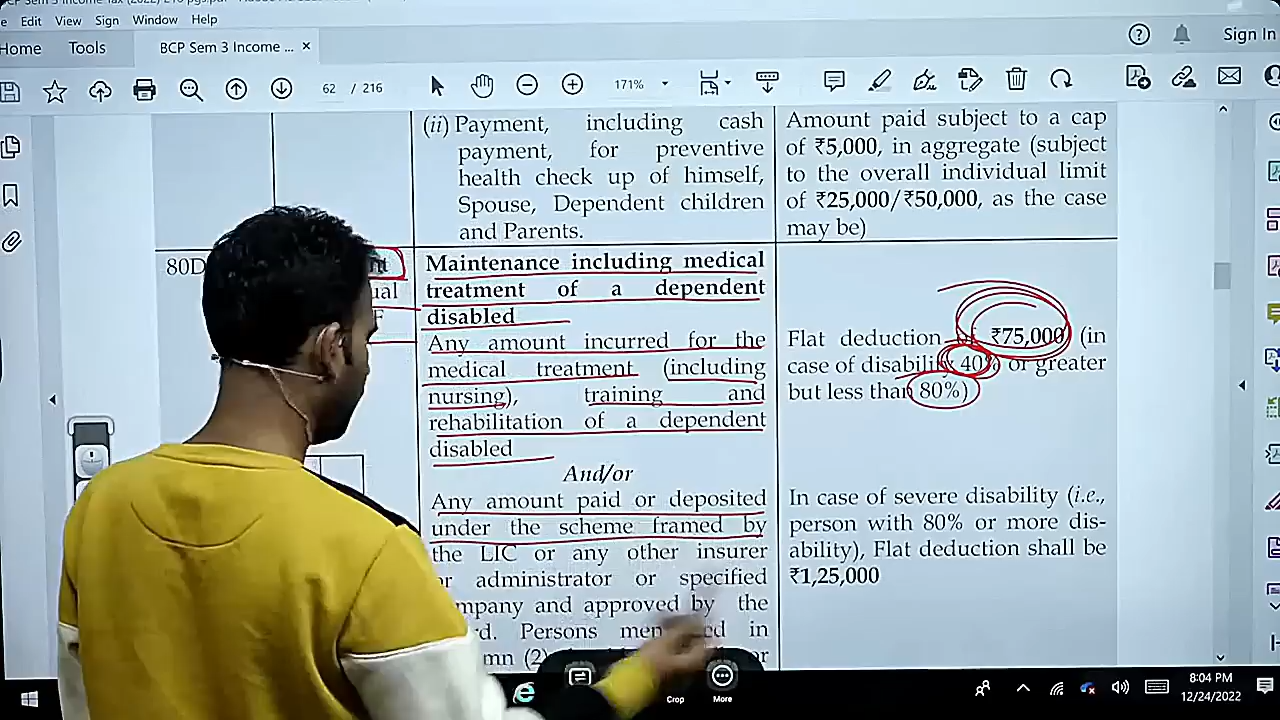 Edit View Sign Window Help
Home Tools BCP Sem 3 Income ... × Sign In
62 / 216 171%
(ii) Payment, including cash
payment, for preventive
health check up of himself,
Spouse, Dependent children
and Parents.
Amount paid subject to a cap
of ₹5,000, in aggregate (subject
to the overall individual limit
of ₹25,000/₹50,000, as the case
may be)
80D
Maintenance including medical
treatment of a dependent
disabled
Any amount incurred for the
medical treatment (including
nursing), training and
rehabilitation of a dependent
disabled
And/or
Any amount paid or deposited
under the scheme framed by
the LIC or any other insurer
administrator or specified
and approved by the
Persons in
Flat deduction of ₹75,000 (in
case of disability 40% or greater
but less than 80%)
In case of severe disability (i.e.,
person with 80% or more dis-
ability), Flat deduction shall be
₹1,25,000
Crop More
8:04 PM
12/24/2022